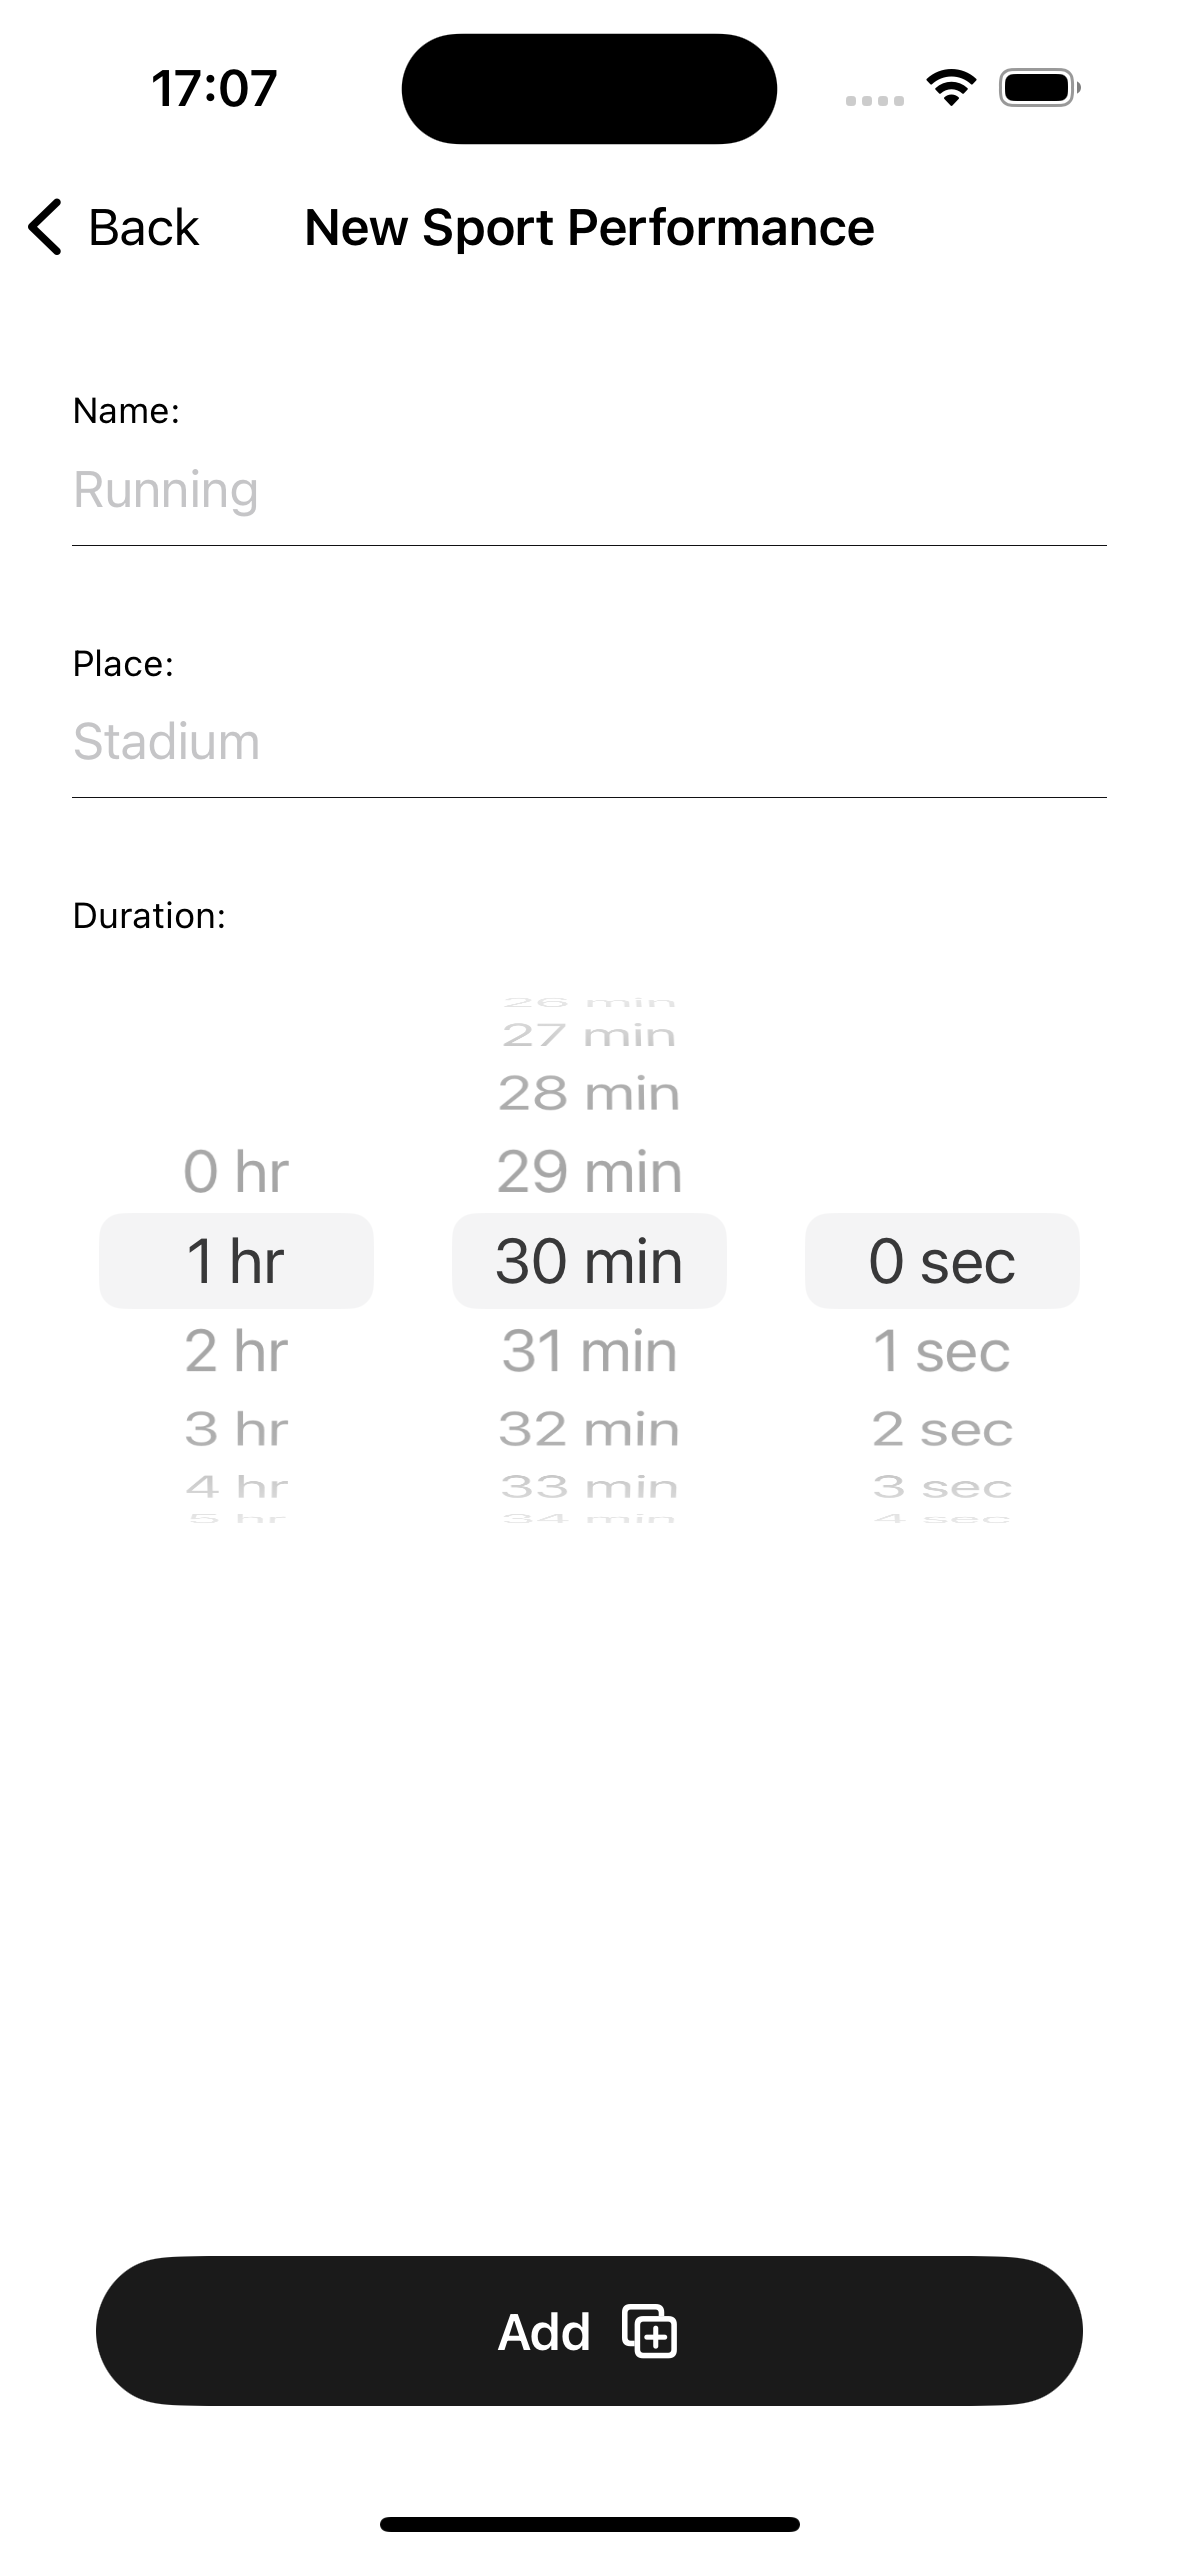 17:07
Back New Sport Performance
Name:
Running
Place:
Stadium
Duration:
26 min
27 min
28 min
0 hr 29 min
1 hr 30 min 0 sec
2 hr 31 min 1 sec
3 hr 32 min 2 sec
4 hr 33 min 3 sec
5 hr 34 min 4 sec
Add